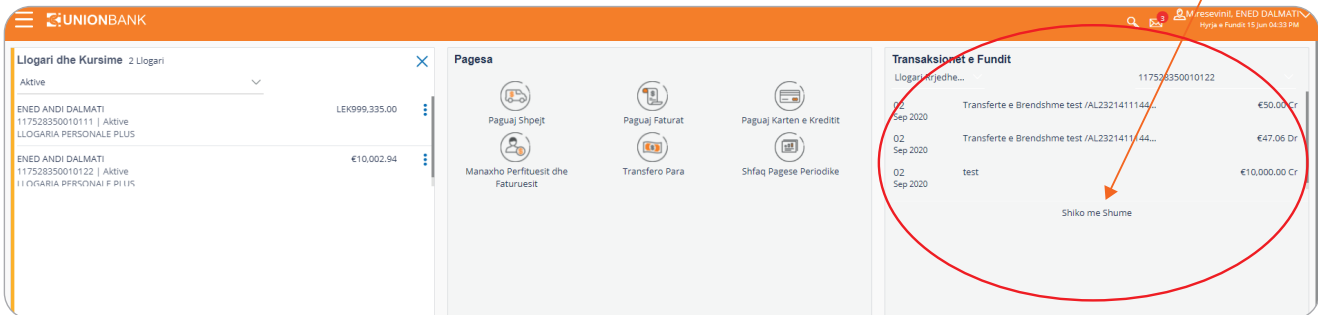 UNIONBANK
3
Miresevinit, ENED DALMATI
Hyrja e Fundit 15 Jun 04:33 PM
Llogari dhe Kursime 2 Llogari
Aktive
ENED ANDI DALMATI LEK999,335.00
117528350010111 | Aktive
LLOGARIA PERSONALE PLUS
ENED ANDI DALMATI €10,002.94
117528350010122 | Aktive
LLOGARIA PERSONALE PLUS
Pagesa
Paguaj Shpejt
Paguaj Faturat
Paguaj Karten e Kreditit
Manaxho Perfituesit dhe
Faturuesit
Transfero Para
Shfaq Pagese Periodike
Transaksionet e Fundit
Llogari Rrjedhe... 117528350010122
02 Transferte e Brendshme test /AL2321411144... €50.00 Cr
Sep 2020
02 Transferte e Brendshme test /AL2321411144... €47.06 Dr
Sep 2020
02 test €10,000.00 Cr
Sep 2020
Shiko me Shume